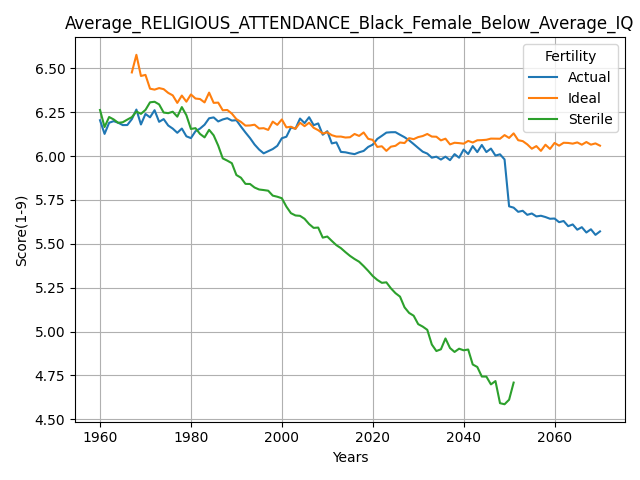 Average_RELIGIOUS_ATTENDANCE_Black_Female_Below_Average_IQ
Fertility
Actual
Ideal
Sterile
Score(1-9)
6.50
6.25
6.00
5.75
5.50
5.25
5.00
4.75
4.50
1960 1980 2000 2020 2040 2060
Years